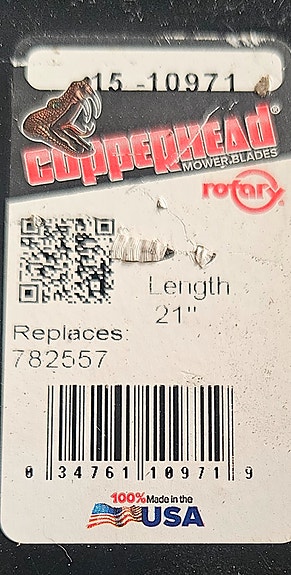 15-10971
COPPERHEAD®
MOWER BLADES
rotary®
Length
21"
Replaces:
782557
0 34761 10971 9
100% Made in the
USA